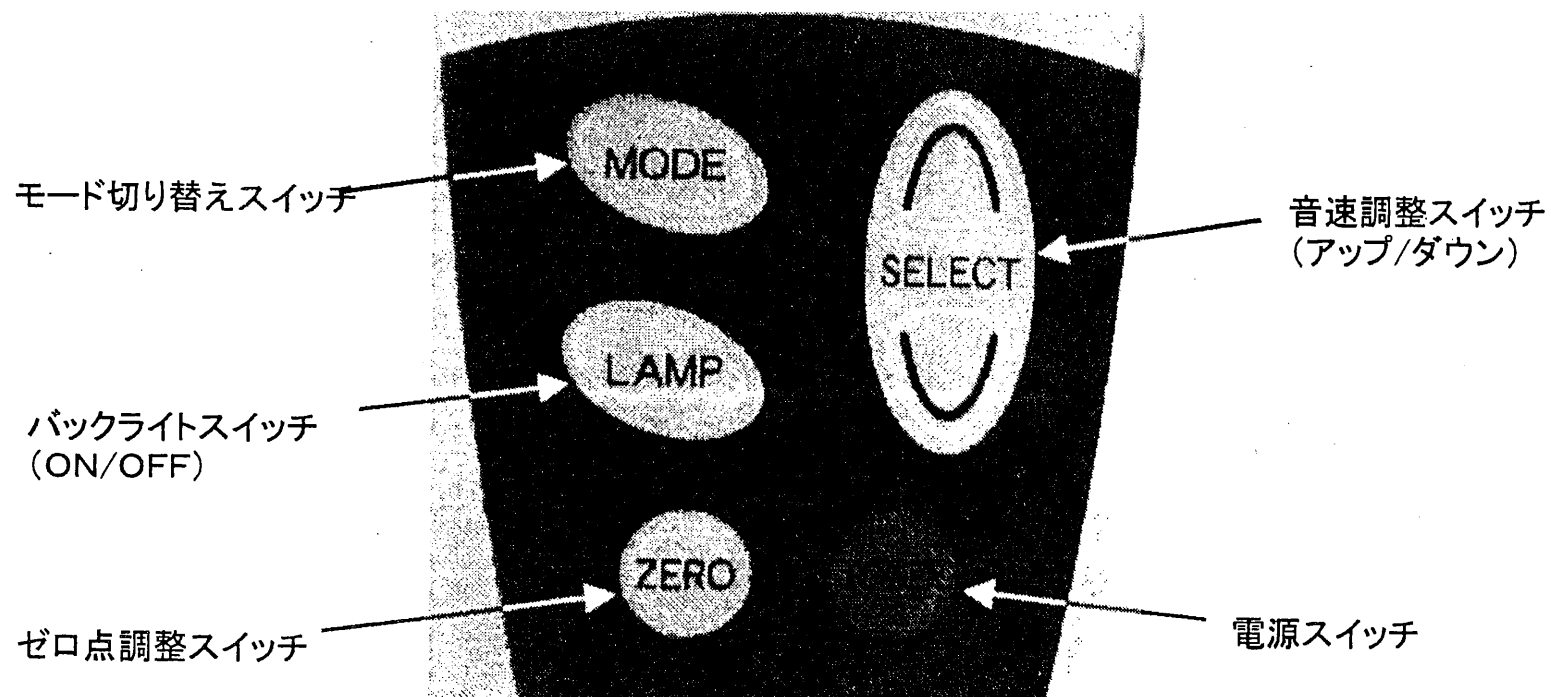 MODE
モード切り替えスイッチ
音速調整スイッチ
(アップ/ダウン)
SELECT
LAMP
バックライトスイッチ
(ON/OFF)
ZERO
ゼロ点調整スイッチ
電源スイッチ